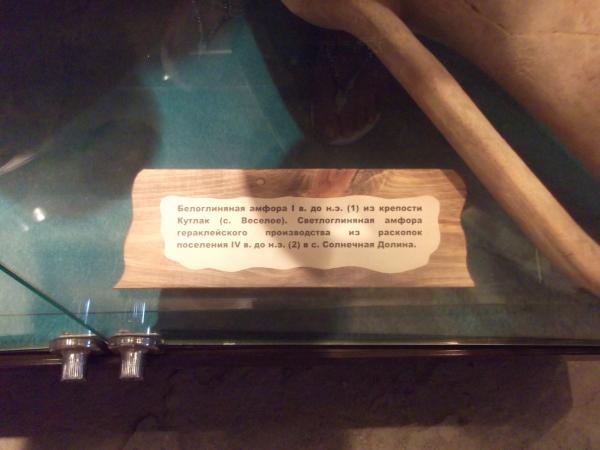 Белоглиняная амфора I в. до н.э. (1) из крепости
Кутлак (с. Веселое). Светлоглиняная амфора
гераклейского производства из раскопок
поселения IV в. до н.э. (2) в с. Солнечная Долина.